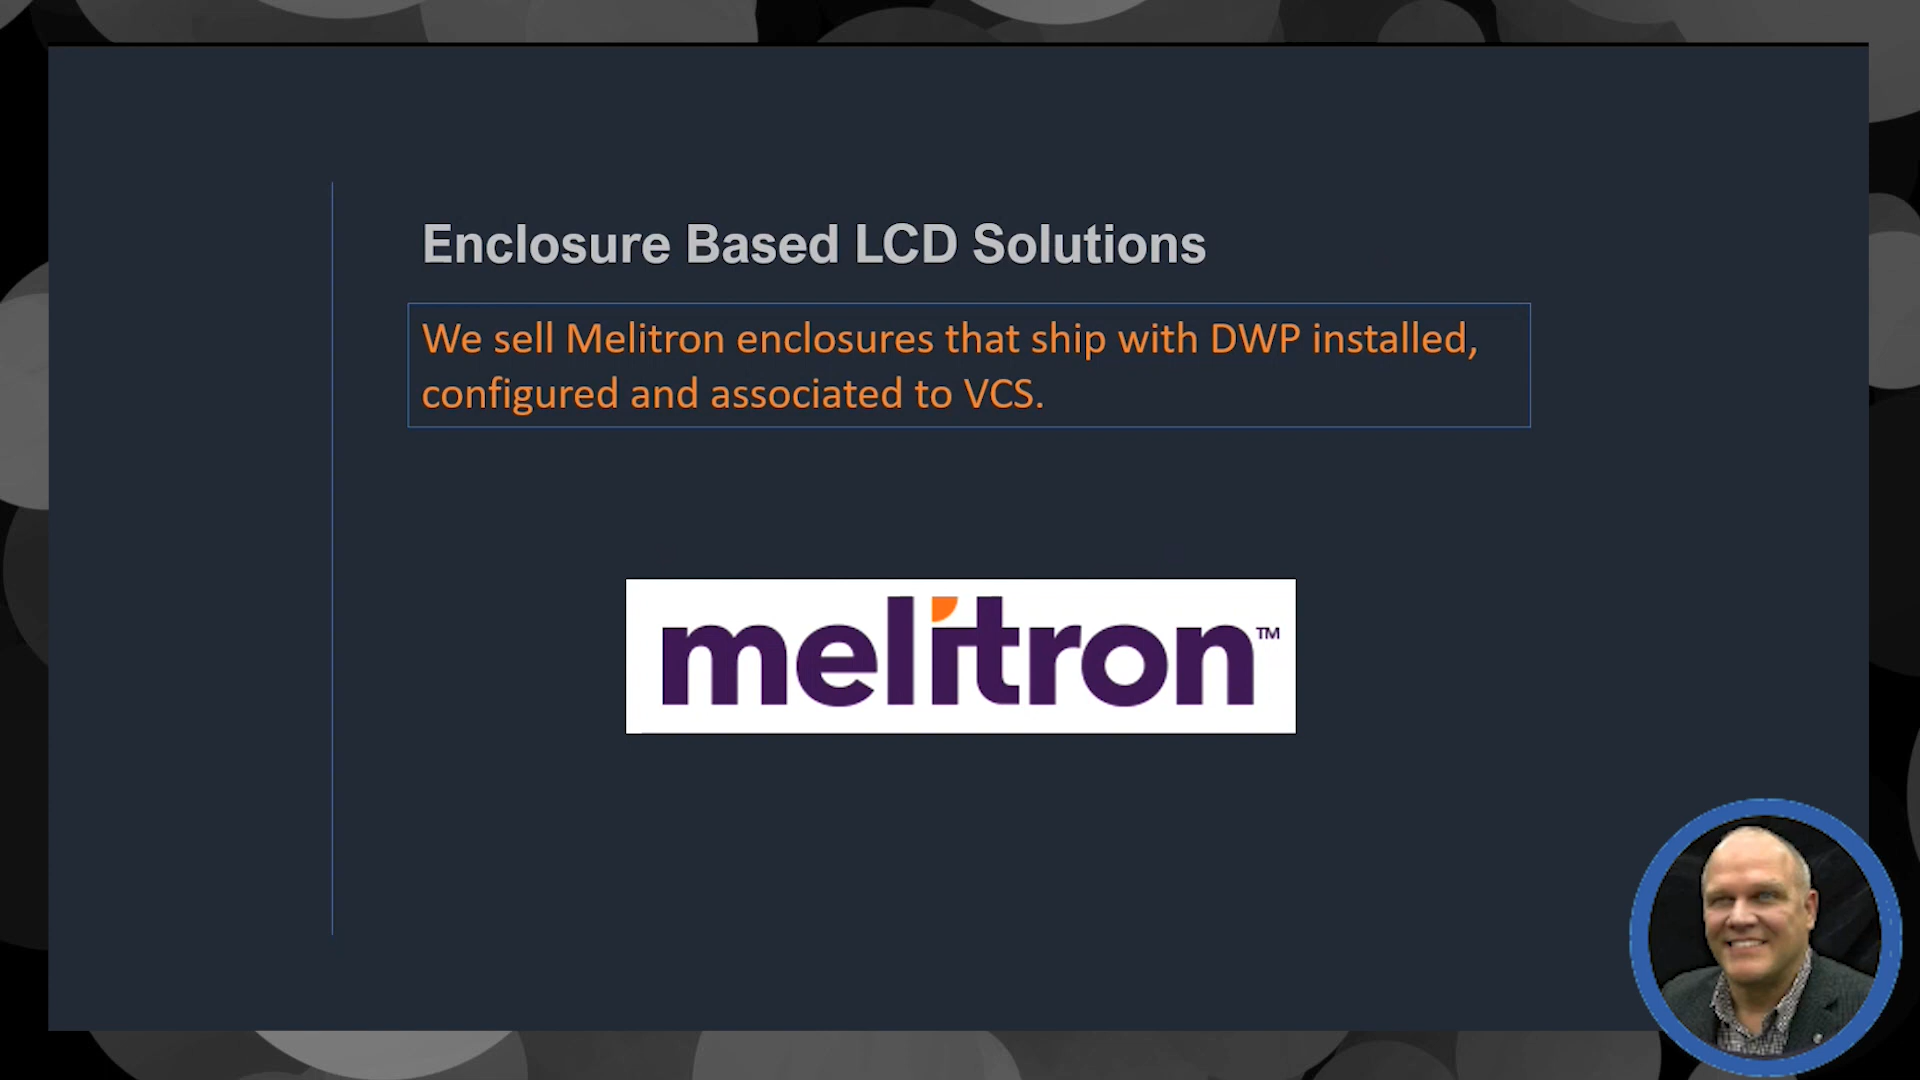 Enclosure Based LCD Solutions
We sell Melitron enclosures that ship with DWP installed,
configured and associated to VCS.
melitron™